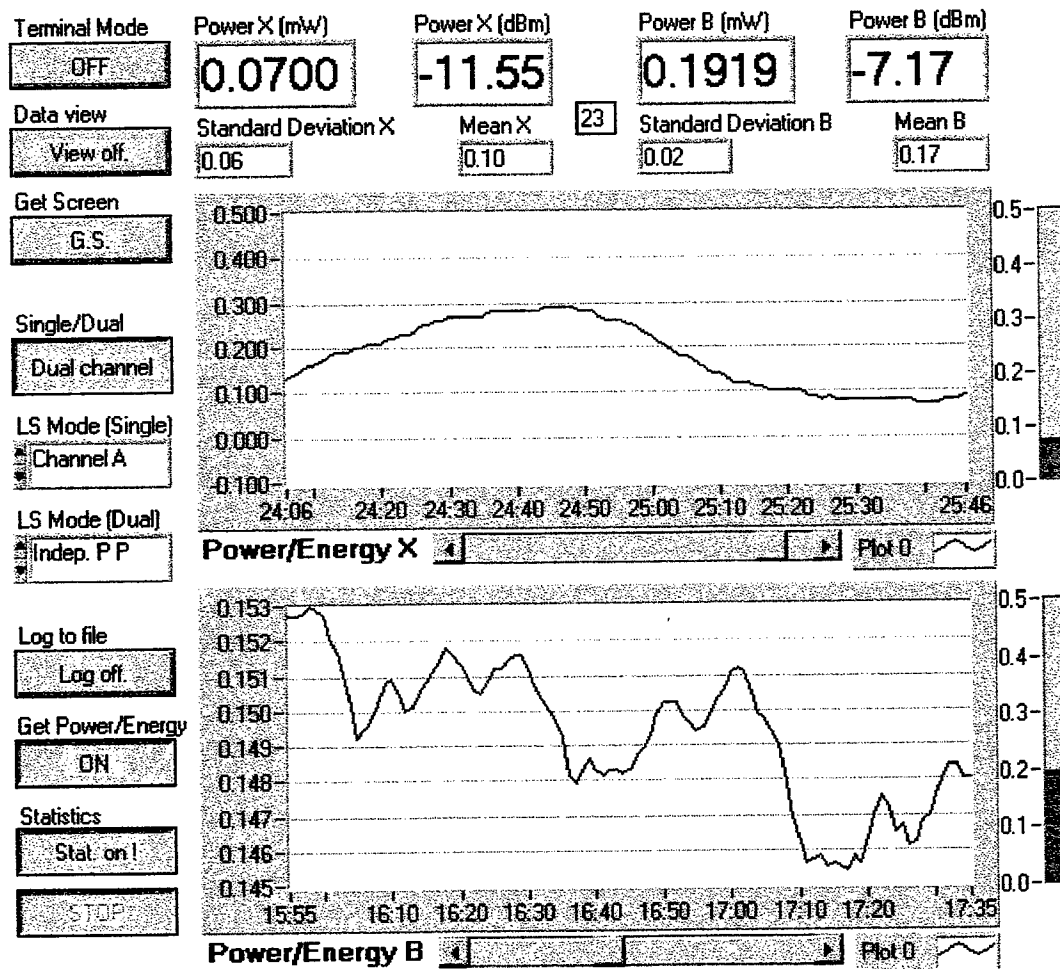 Terminal Mode
OFF
Data view
View off.
Get Screen
G.S.
Single/Dual
Dual channel
LS Mode (Single)
Channel A
LS Mode (Dual)
Indep. P P
Log to file
Log off.
Get Power/Energy
ON
Statistics
Stat. on !
STOP
Power X (mW) Power X (dBm) Power B (mW) Power B (dBm)
0.0700 -11.55 0.1919 -7.17
Standard Deviation X Mean X 23 Standard Deviation B Mean B
0.06 0.10 0.02 0.17
0.500
0.400
0.300
0.200
0.100
0.000
-0.100
24:06 24:20 24:30 24:40 24:50 25:00 25:10 25:20 25:30 25:46
0.5
0.4
0.3
0.2
0.1
0.0
Power/Energy X Plot 0
0.153
0.152
0.151
0.150
0.149
0.148
0.147
0.146
0.145
15:55 16:10 16:20 16:30 16:40 16:50 17:00 17:10 17:20 17:35
0.5
0.4
0.3
0.2
0.1
0.0
Power/Energy B Plot 0